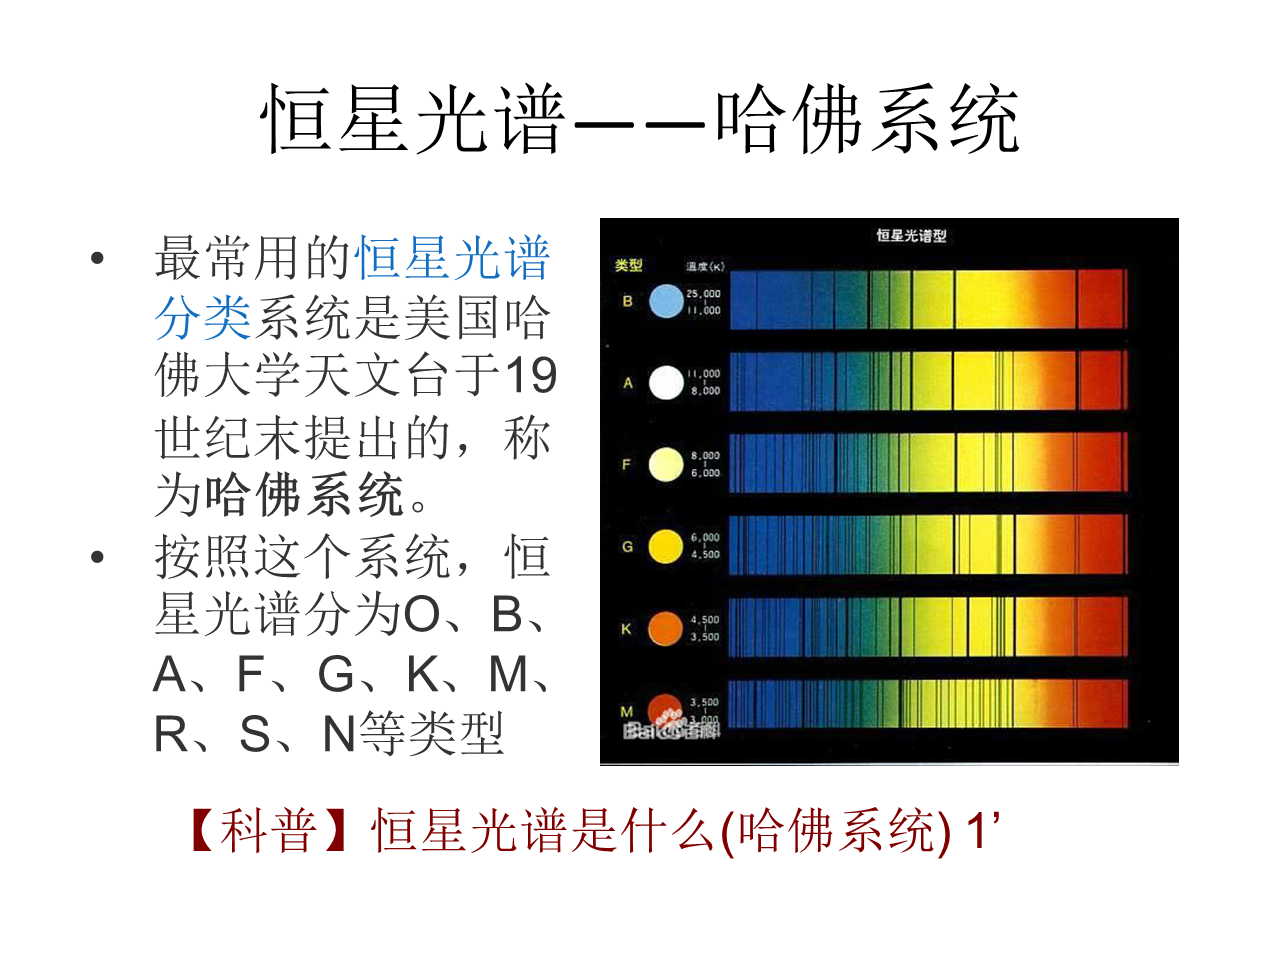 恒星光谱——哈佛系统
• 最常用的恒星光谱
分类系统是美国哈
佛大学天文台于19
世纪末提出的，称
为哈佛系统。
• 按照这个系统，恒
星光谱分为O、B、
A、F、G、K、M、
R、S、N等类型
恒星光谱型
类型 温度(K)
B 25,000
11,000
A 11,000
8,000
F 8,000
6,000
G 6,000
4,500
K 4,500
3,500
M 3,500
3,000
Bai百科
【科普】恒星光谱是什么(哈佛系统) 1’